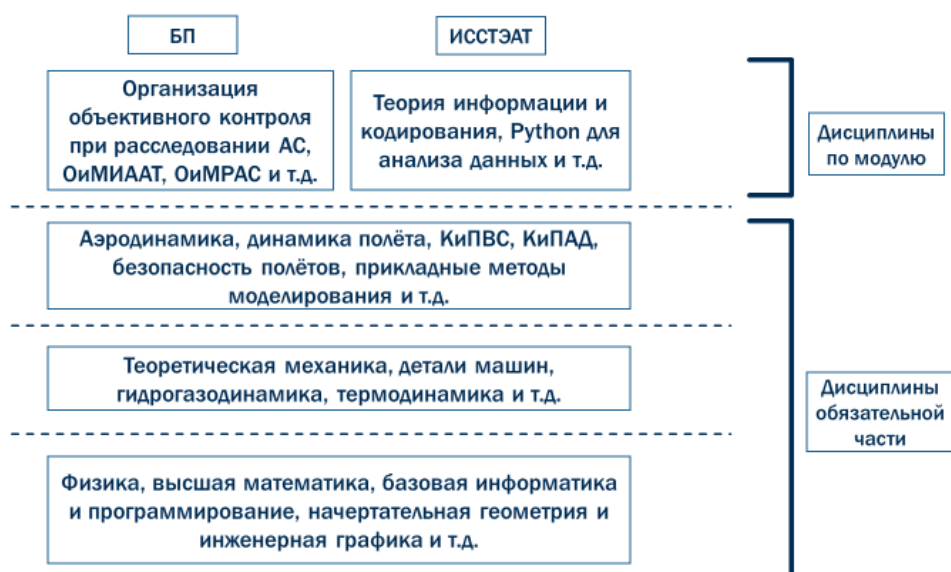 БП
ИССТЭАТ
Организация
объективного контроля
при расследовании АС,
ОиМИААТ, ОиМРАС и т.д.
Теория информации и
кодирования, Python для
анализа данных и т.д.
Дисциплины
по модулю
Аэродинамика, динамика полёта, КиПВС, КиПАД,
безопасность полётов, прикладные методы
моделирования и т.д.
Теоретическая механика, детали машин,
гидрогазодинамика, термодинамика и т.д.
Дисциплины
обязательной
части
Физика, высшая математика, базовая информатика
и программирование, начертательная геометрия и
инженерная графика и т.д.